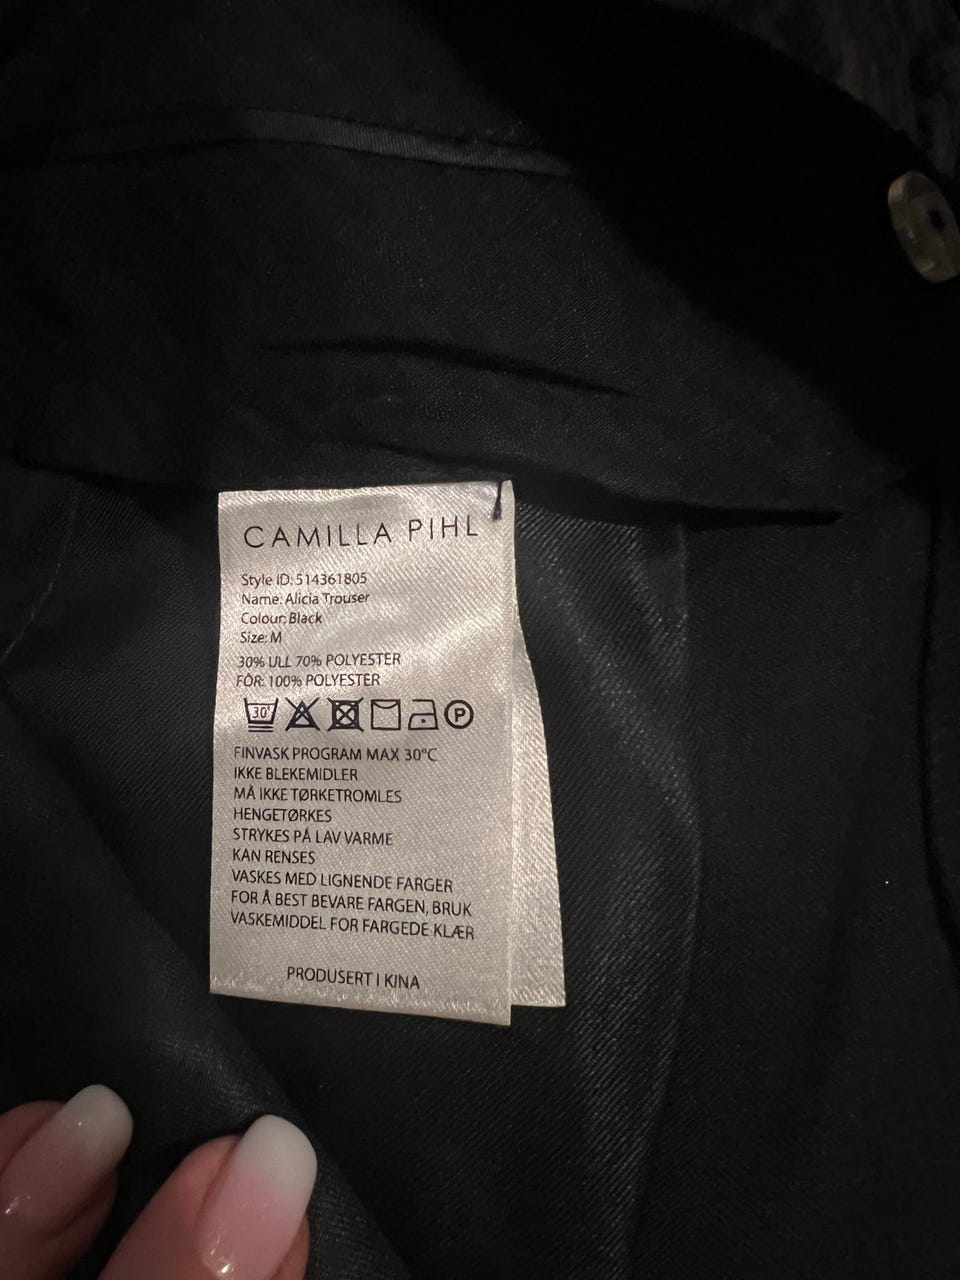 CAMILLA PIHL
Style ID: 514361805
Name: Alicia Trouser
Colour: Black
Size: M
30% ULL 70% POLYESTER
FÔR: 100% POLYESTER
30° P
FINVASK PROGRAM MAX 30°C
IKKE BLEKEMIDLER
MÅ IKKE TØRKETROMLES
HENGETØRKES
STRYKES PÅ LAV VARME
KAN RENSES
VASKES MED LIGNENDE FARGER
FOR Å BEST BEVARE FARGEN, BRUK
VASKEMIDDEL FOR FARGEDE KLÆR
PRODUSERT I KINA